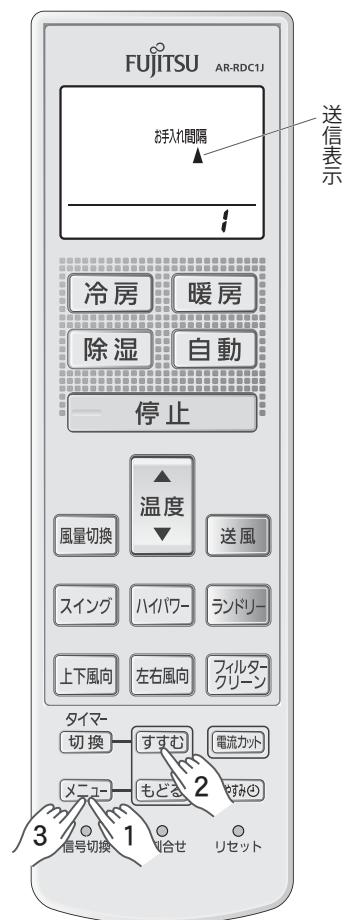 FUJITSU AR-RDC1J
お手入れ間隔
▲
1
送信表示
冷房 暖房
除湿 自動
停止
▲
温度
▼
風量切換 送風
スイング ハイパワー ランドリー
上下風向 左右風向 フィルター
クリーン
タイマー
切換 すすむ 電流カット
メニュー もどる
2
3 1
信号切換 リセット